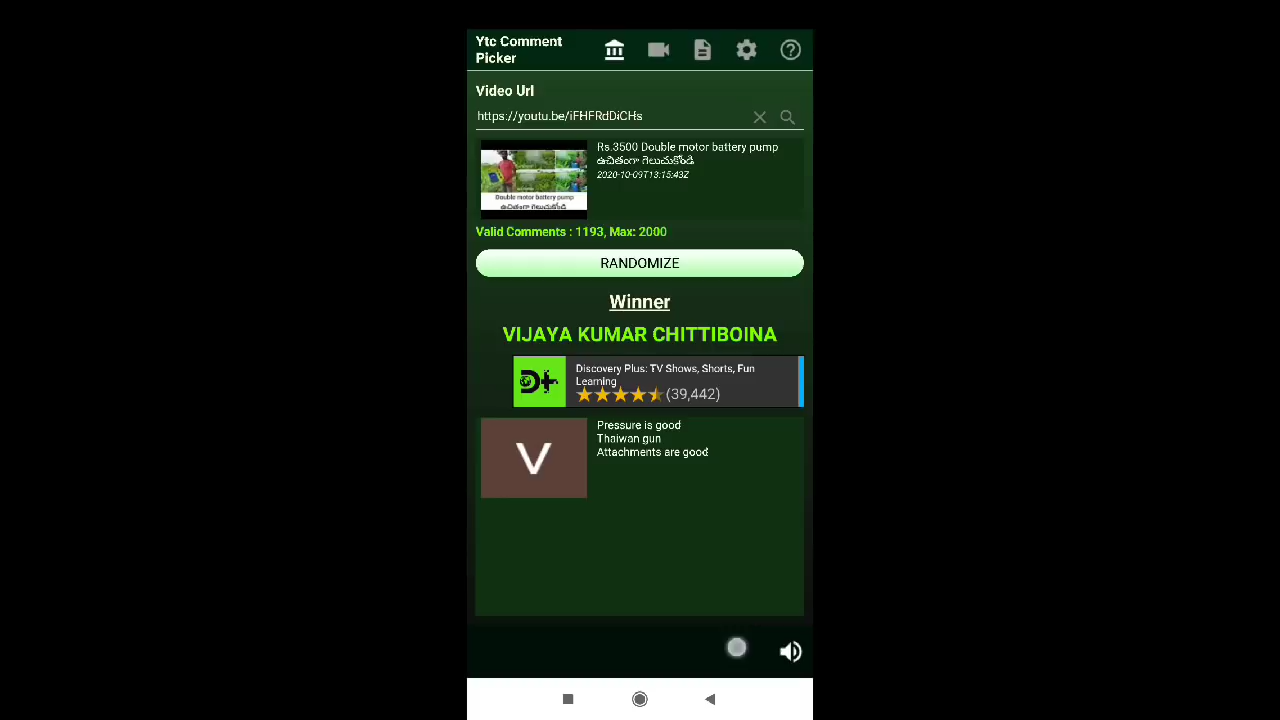 Ytc Comment
Picker
Video Url
https://youtu.be/iFHFRdDiCHs
Rs.3500 Double motor battery pump
ఉచితంగా గెలుచుకోండి
2020-10-09T13:15:43Z
Double motor battery pump
ఉచితంగా గెలుచుకోండి
Valid Comments : 1193, Max: 2000
RANDOMIZE
Winner
VIJAYA KUMAR CHITTIBOINA
D+
Discovery Plus: TV Shows, Shorts, Fun
Learning
(39,442)
V
Pressure is good
Thaiwan gun
Attachments are good